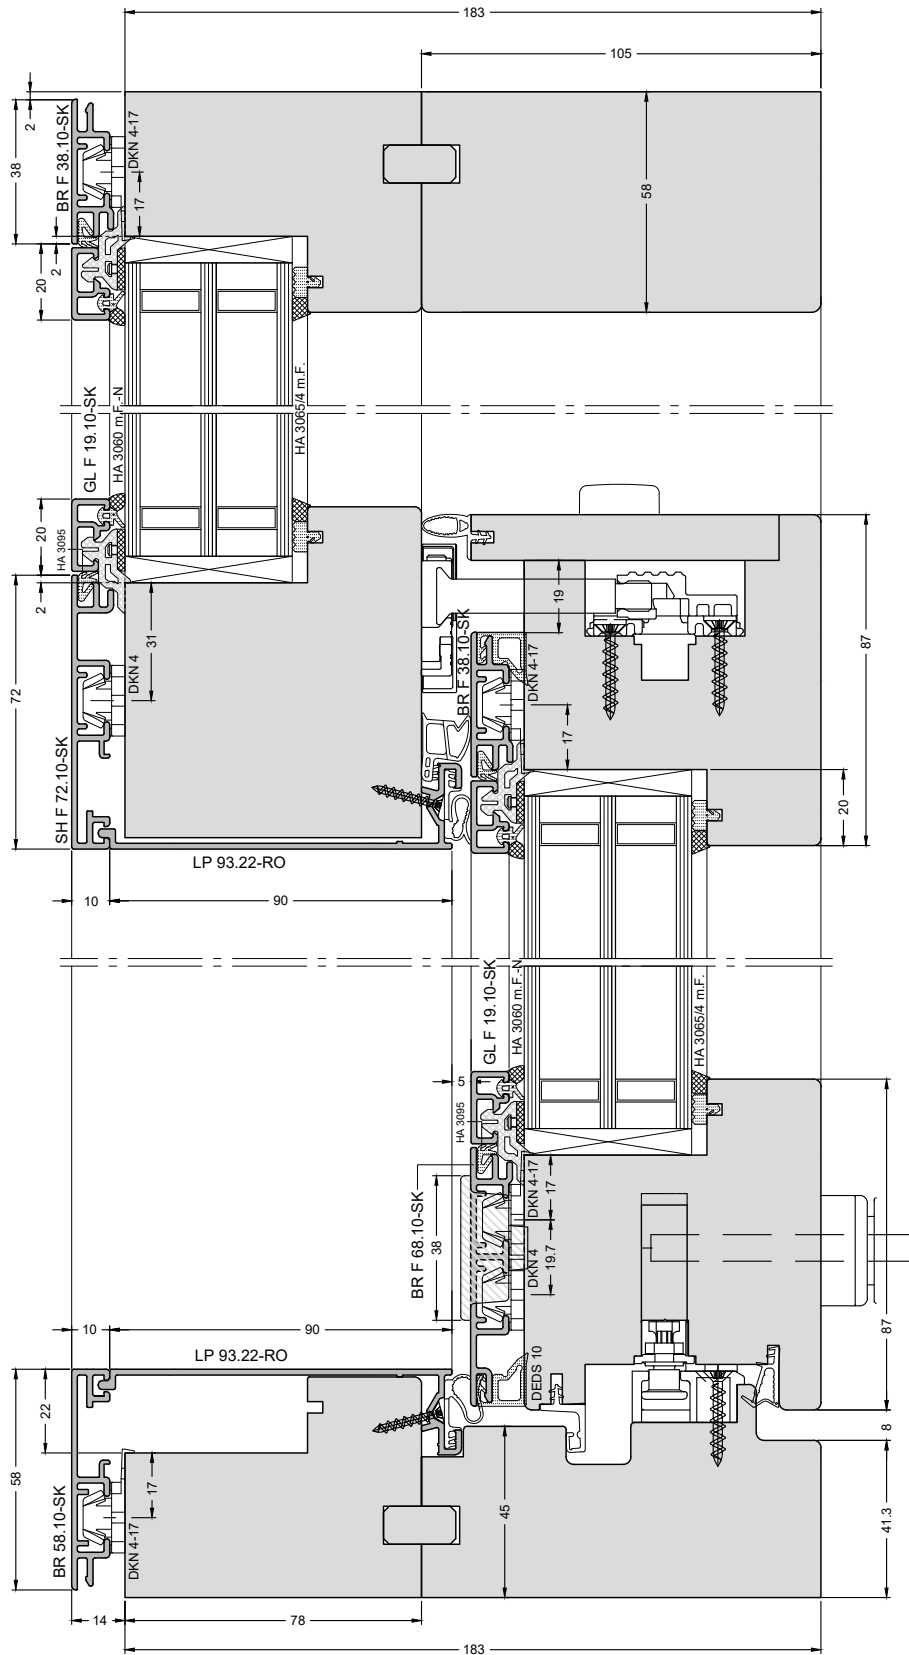 183
105
2
38
BR F 38.10-SK
DKN 4-17
17
58
2
20
GL F 19.10-SK
HA 3060 m.F.-N
HA 3065/4 m.F.
20
HA 3095
2
31
DKN 4
72
SH F 72.10-SK
19
BR F 38.10-SK
DKN 4-17
17
87
20
LP 93.22-RO
10
90
GL F 19.10-SK
HA 3060 m.F.-N
HA 3065/4 m.F.
5
HA 3095
BR F 68.10-SK
38
DKN 4-17
17
DKN 4
19.7
87
10
90
LP 93.22-RO
DEDS 10
22
8
58
BR 58.10-SK
17
DKN 4-17
45
41.3
14
78
183